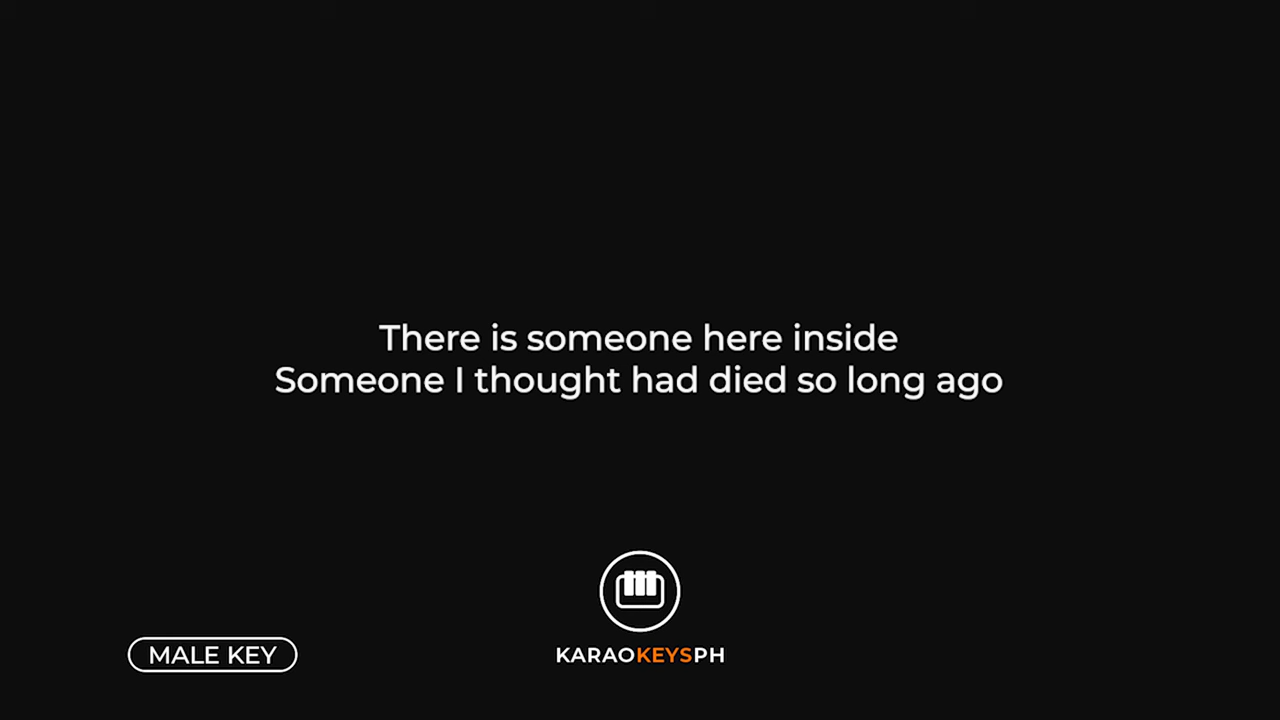 There is someone here inside
Someone I thought had died so long ago
MALE KEY
KARAOKEYSPH